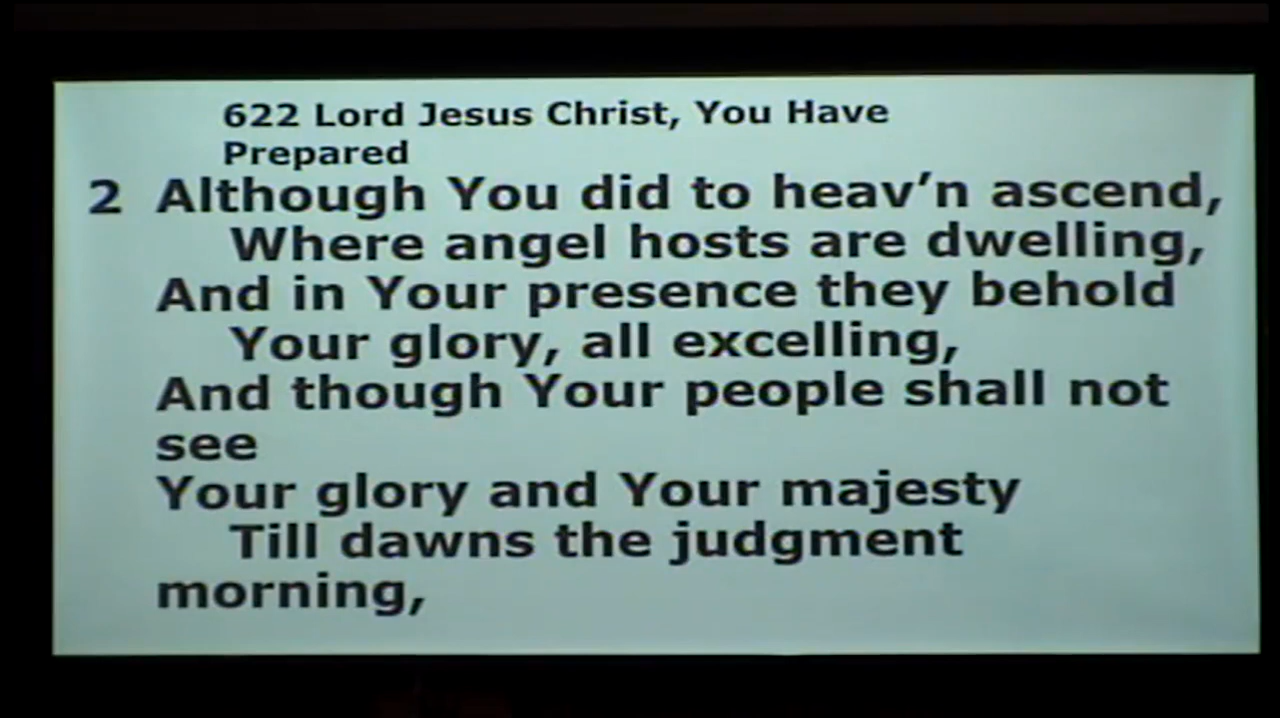 622 Lord Jesus Christ, You Have
Prepared
2 Although You did to heav’n ascend,
Where angel hosts are dwelling,
And in Your presence they behold
Your glory, all excelling,
And though Your people shall not
see
Your glory and Your majesty
Till dawns the judgment
morning,